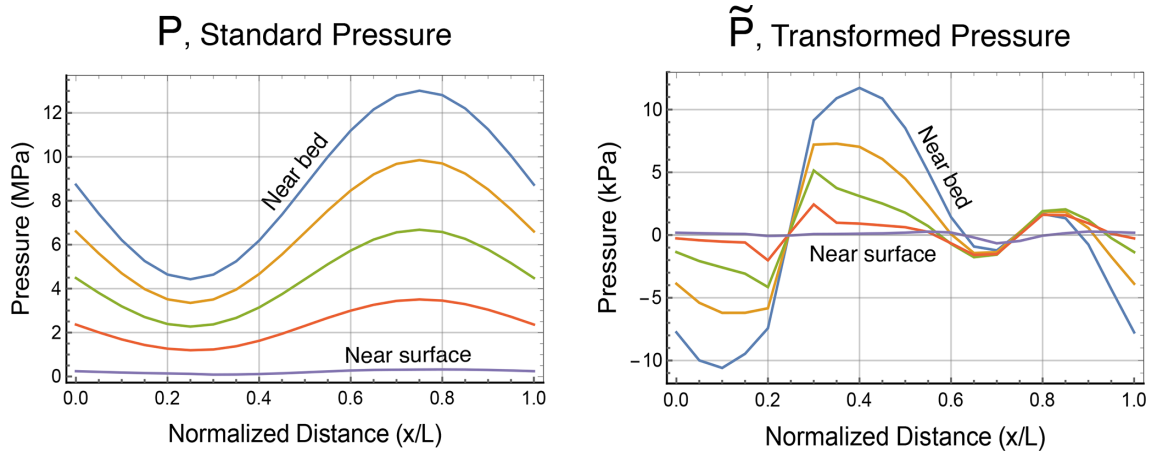 P, Standard Pressure
Pressure (MPa)
12
10
8
6
4
2
0
Near bed
Near surface
0.0 0.2 0.4 0.6 0.8 1.0
Normalized Distance (x/L)
P̃, Transformed Pressure
Pressure (kPa)
10
5
0
−5
−10
Near bed
Near surface
0.0 0.2 0.4 0.6 0.8 1.0
Normalized Distance (x/L)